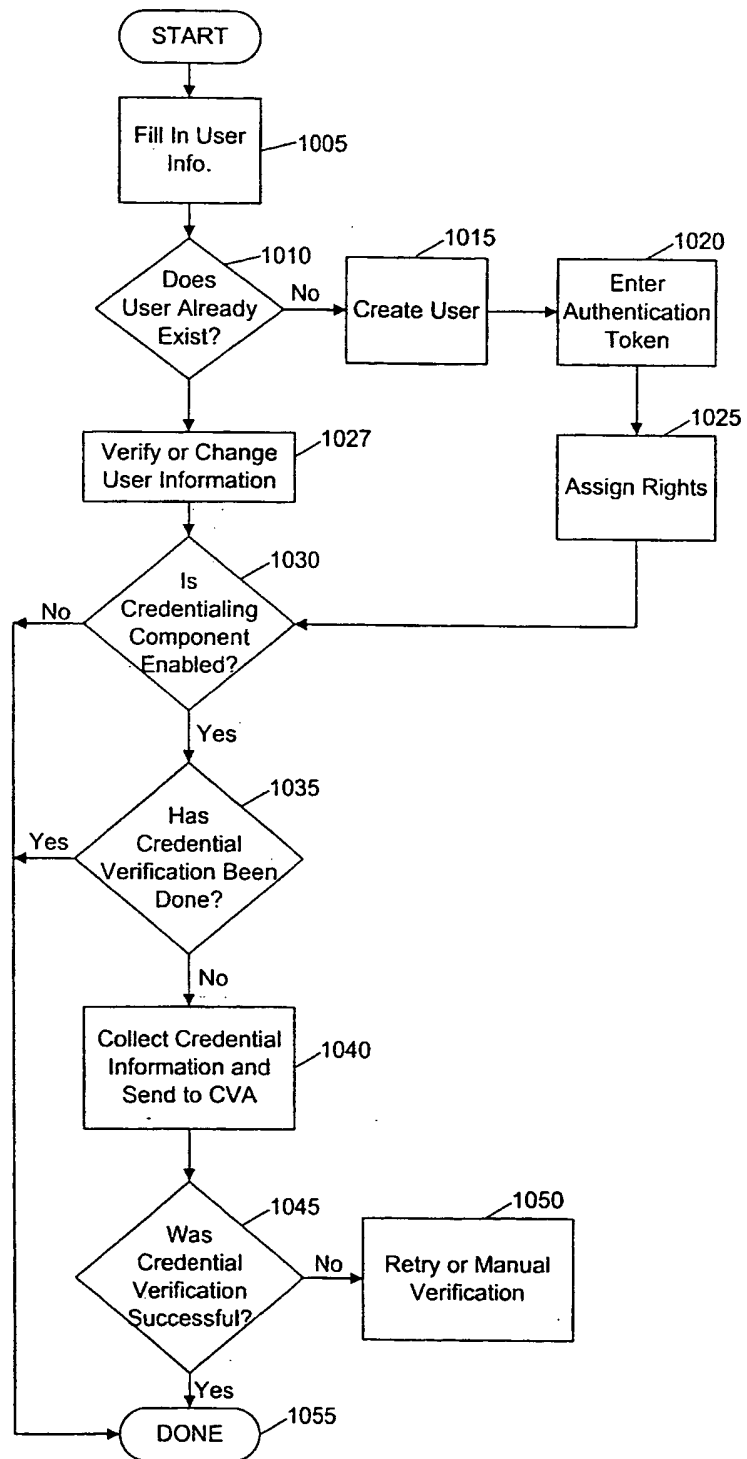 START
Fill In User
Info.
1005
Does
User Already
Exist?
1010
No
1015
Create User
1020
Enter
Authentication
Token
1025
Assign Rights
Verify or Change
User Information
1027
Is
Credentialing
Component
Enabled?
1030
No
Yes
Has
Credential
Verification Been
Done?
1035
Yes
No
Collect Credential
Information and
Send to CVA
1040
Was
Credential
Verification
Successful?
1045
No
1050
Retry or Manual
Verification
Yes
DONE
1055